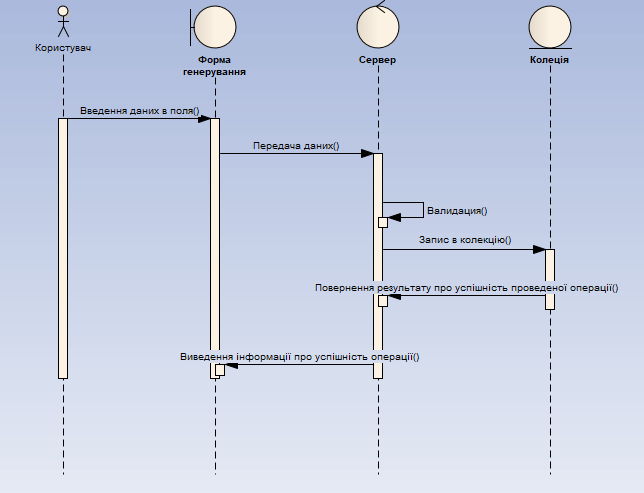 Користувач
Форма
генерування
Сервер
Колеція
Введення даних в поля()
Передача даних()
Валидация()
Запис в колекцію()
Повернення результату про успішність проведеної операції()
Виведення інформації про успішність операції()